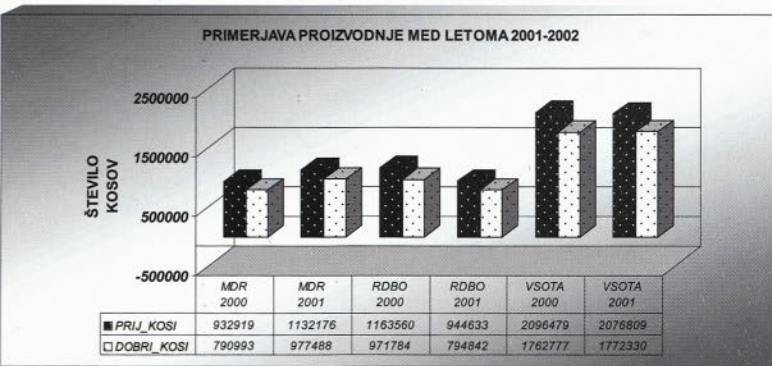 PRIMERJAVA PROIZVODNJE MED LETOMA 2001-2002
ŠTEVILO
KOSOV
2500000
1500000
500000
-500000
MDR MDR RDBO RDBO VSOTA VSOTA
2000 2001 2000 2001 2000 2001
PRIJ_KOSI 932919 1132176 1163560 944633 2096479 2076809
DOBRI_KOSI 790993 977488 971784 794842 1762777 1772330